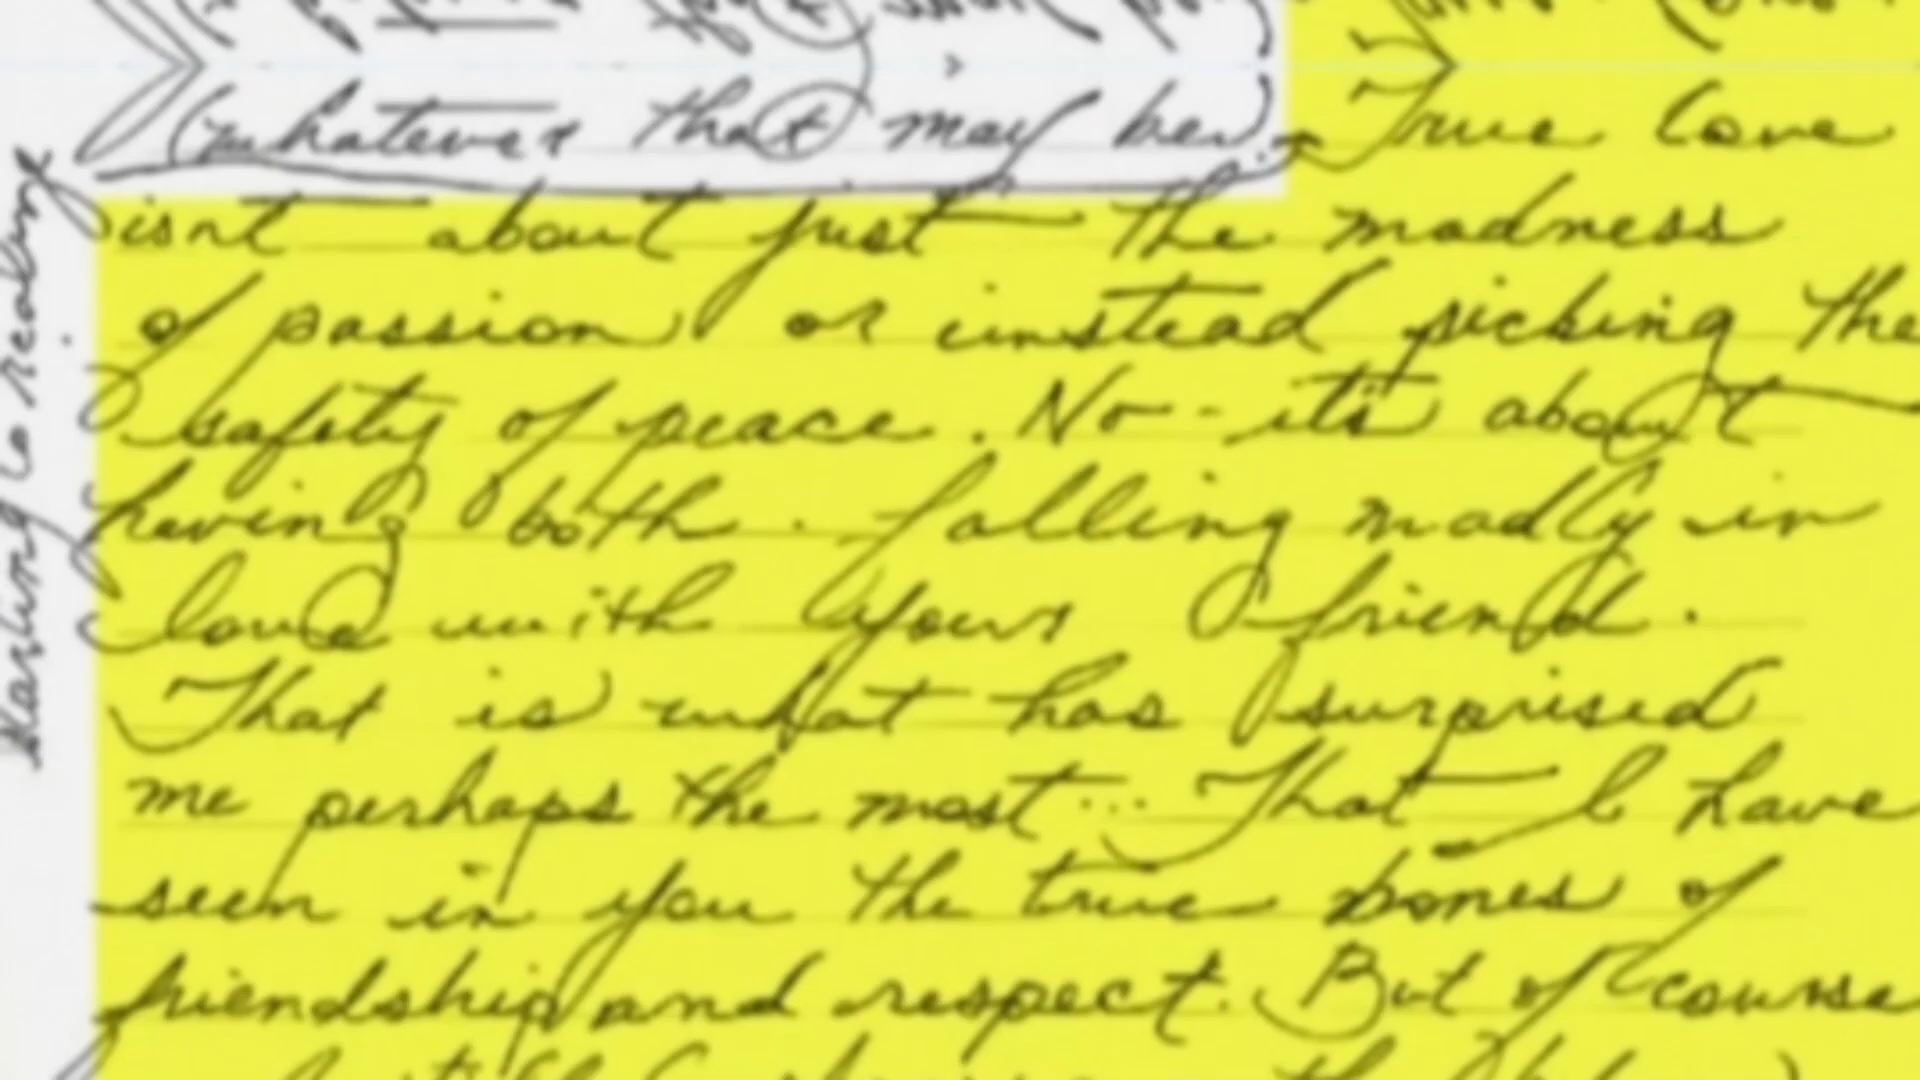 (whatever that may be). True love
isnt about just the madness
of passion or instead picking the
safety of peace. No - it's about
having both. Falling madly in
love with your friend.
That is what has surprised
me perhaps the most... That I have
seen in you the true bones of
friendship and respect. But of course